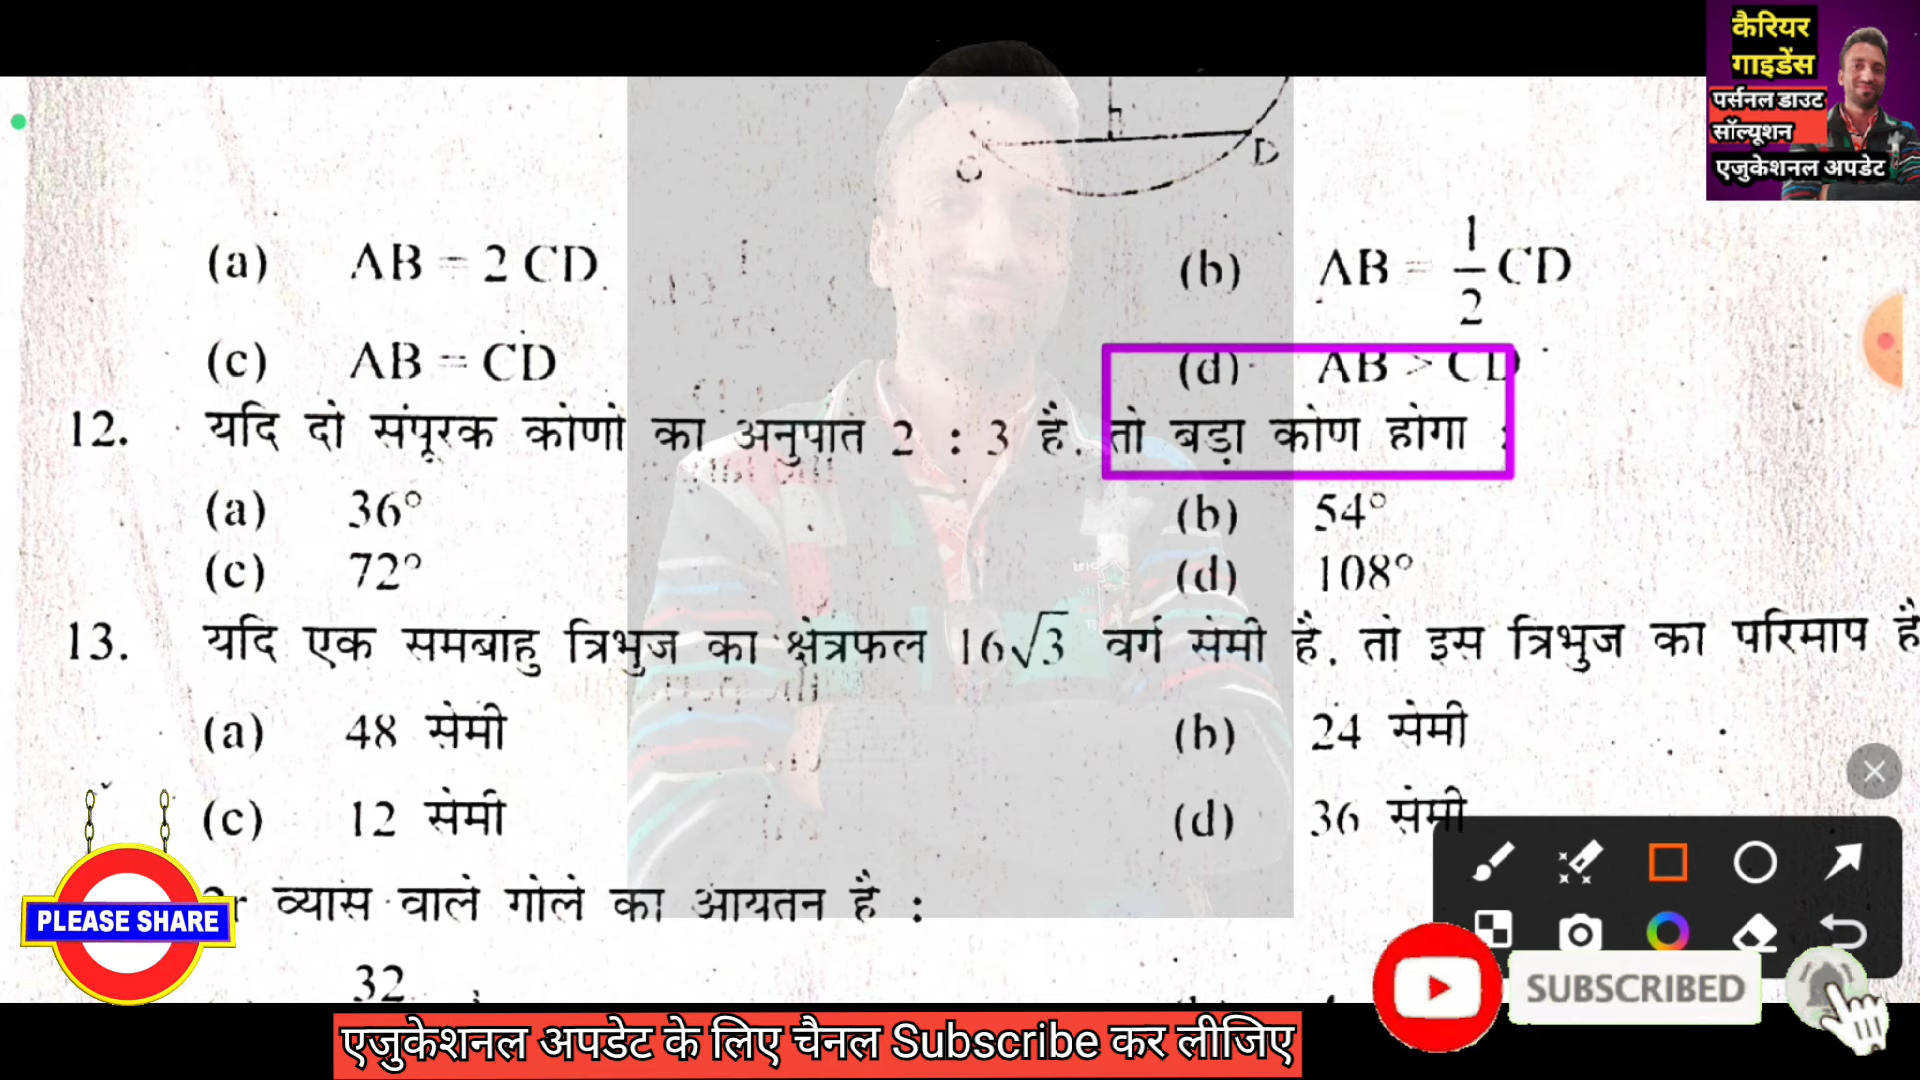 कैरियर
गाइडेंस
पर्सनल डाउट
सॉल्यूशन
एजुकेशनल अपडेट
C D
(a) AB = 2 CD (b) AB = 1/2 CD
(c) AB = CD (d) AB > CD
12. यदि दो संपूरक कोणों का अनुपात 2 : 3 है. तो बड़ा कोण होगा :
(a) 36° (b) 54°
(c) 72° (d) 108°
13. यदि एक समबाहु त्रिभुज का क्षेत्रफल 16√3 वर्ग सेमी है. तो इस त्रिभुज का परिमाप है
(a) 48 सेमी (b) 24 सेमी
(c) 12 सेमी (d) 36 सेमी
r व्यास वाले गोले का आयतन है :
32
PLEASE SHARE
SUBSCRIBED
एजुकेशनल अपडेट के लिए चैनल Subscribe कर लीजिए